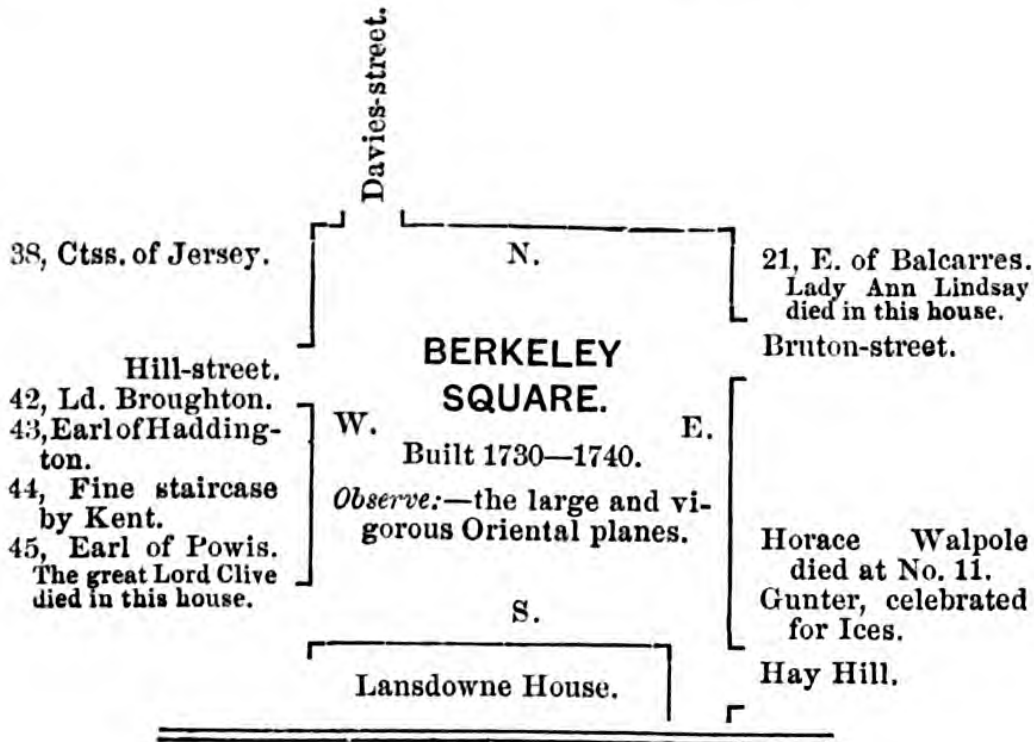 Davies-street.
38, Ctss. of Jersey.
N.
21, E. of Balcarres.
Lady Ann Lindsay
died in this house.
Bruton-street.
Hill-street.
42, Ld. Broughton.
43, Earl of Hadding-
ton.
44, Fine staircase
by Kent.
45, Earl of Powis.
The great Lord Clive
died in this house.
BERKELEY
SQUARE.
W.
E.
Built 1730—1740.
Observe:—the large and vi-
gorous Oriental planes.
Horace Walpole
died at No. 11.
Gunter, celebrated
for Ices.
S.
Lansdowne House.
Hay Hill.